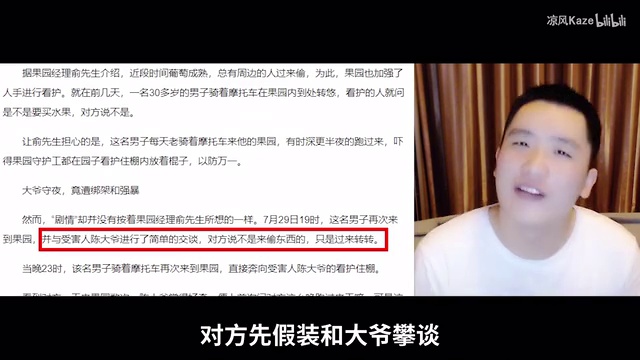 凉风Kaze bilibili
据果园经理俞先生介绍，近段时间葡萄成熟，总有周边的人过来偷，为此，果园也加强了
人手进行看护。就在前几天，一名30多岁的男子骑着摩托车在果园内到处转悠，看护的人就问
是不是要买水果，对方说不是。
让俞先生担心的是，这名男子每天老骑着摩托车来他的果园，有时深更半夜的跑过来，吓
得果园守护工都在园子看护住棚内放着棍子，以防万一。
大爷守夜，竟遭绑架和强暴
然而，“剧情”却并没有按着果园经理俞先生所想的一样。7月29日19时，这名男子再次来
到果园，并与受害人陈大爷进行了简单的交谈，对方说不是来偷东西的，只是过来转转。
当晚23时，该名男子骑着摩托车再次来到果园，直接奔向受害人陈大爷的看护住棚。
对方先假装和大爷攀谈